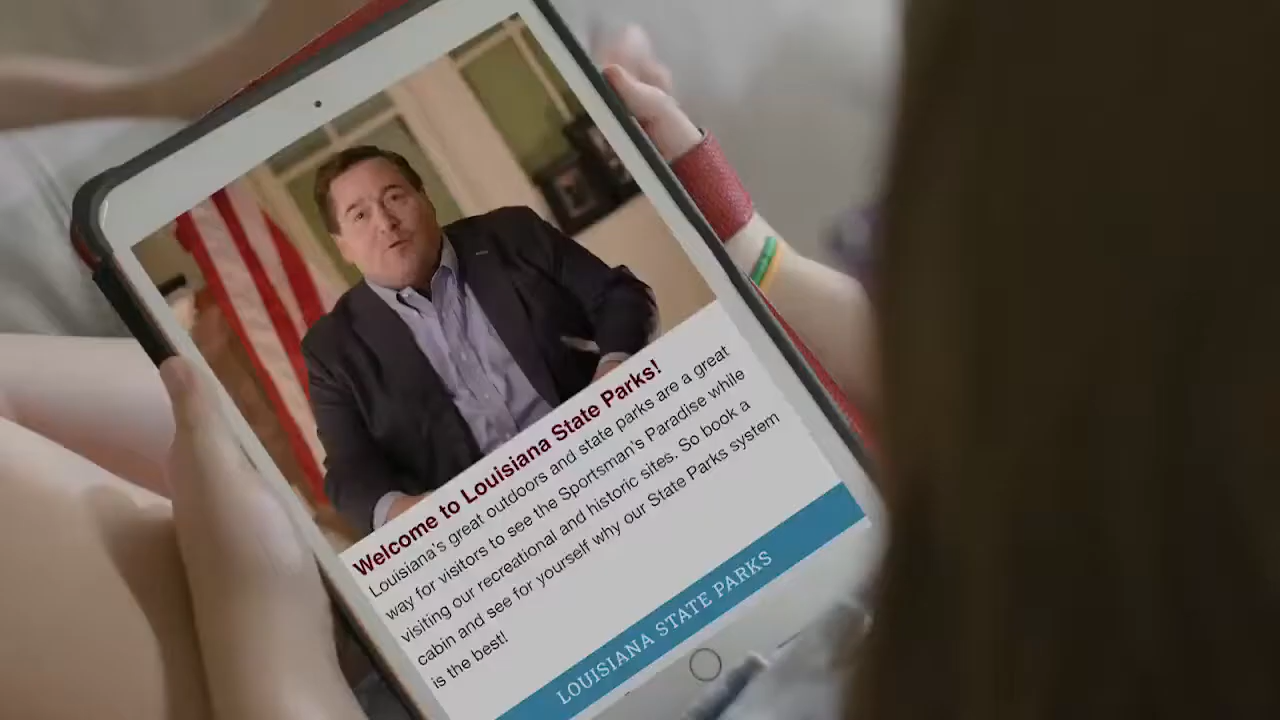 Welcome to Louisiana State Parks!
Louisiana's great outdoors and state parks are a great
way for visitors to see the Sportsman's Paradise while
visiting our recreational and historic sites. So book a
cabin and see for yourself why our State Parks system
is the best!
LOUISIANA STATE PARKS